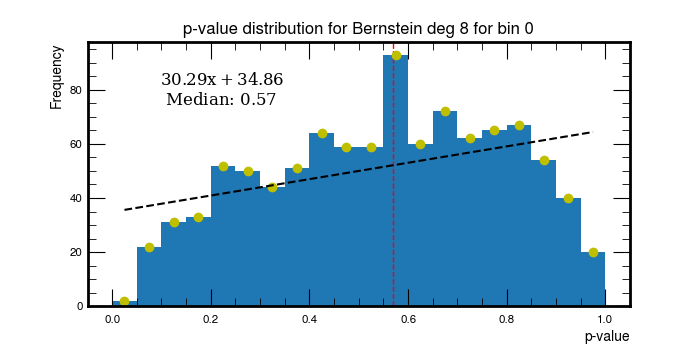 p-value distribution for Bernstein deg 8 for bin 0
Frequency
30.29x + 34.86
Median: 0.57
80
60
40
20
0
0.0 0.2 0.4 0.6 0.8 1.0
p-value